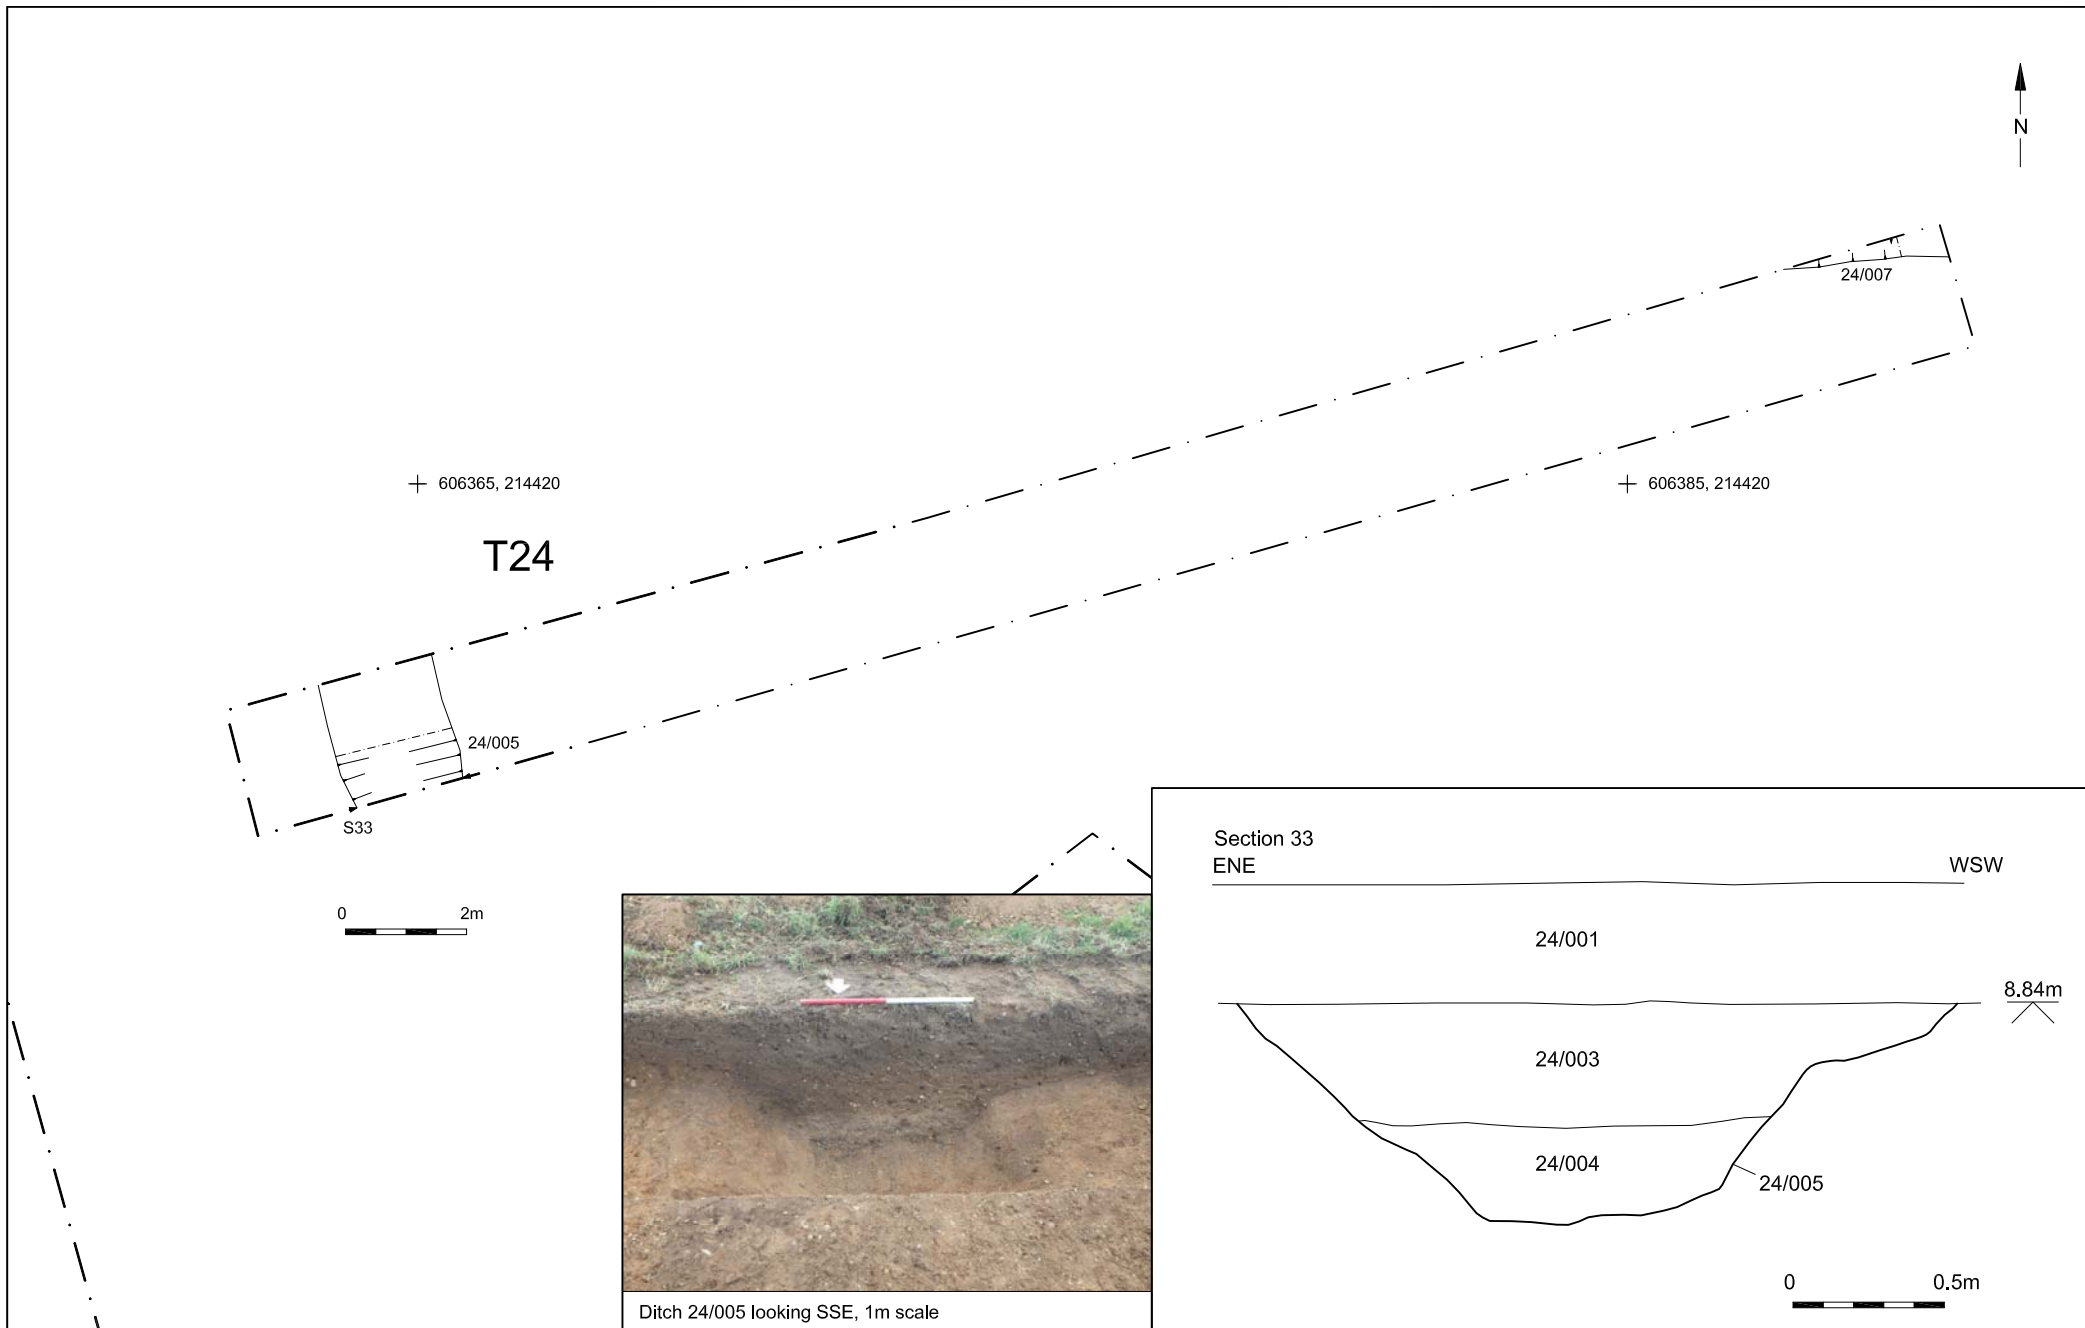 N
24/007
606365, 214420
606385, 214420
T24
24/005
S33
0 2m
Section 33
ENE WSW
24/001
8.84m
24/003
24/004
24/005
0 0.5m
Ditch 24/005 looking SSE, 1m scale